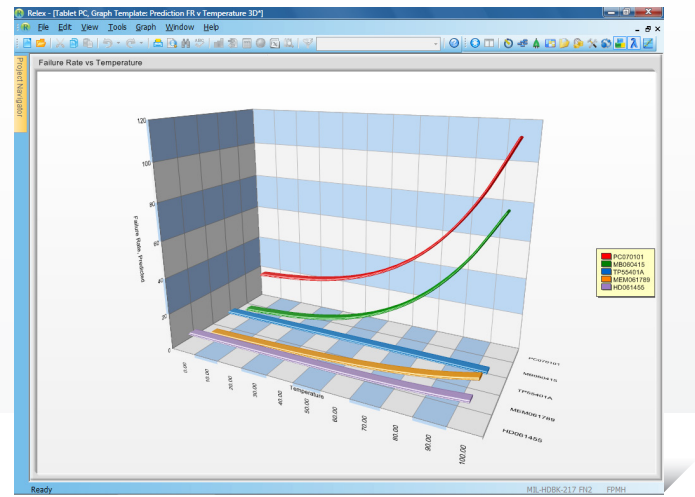 Relex - [Tablet PC, Graph Template: Prediction FR v Temperature 3D*]
File Edit View Tools Graph Window Help
Project Navigator
Failure Rate vs Temperature
120
100
80
60
40
20
0
Failure Rate, Predicted
0.00
10.00
20.00
30.00
40.00
50.00
60.00
70.00
80.00
90.00
100.00
Temperature
PC070101
MB060415
TP55401A
MEM061789
HD061455
PC070101
MB060415
TP55401A
MEM061789
HD061455
Ready
MIL-HDBK-217 FN2 FPMH